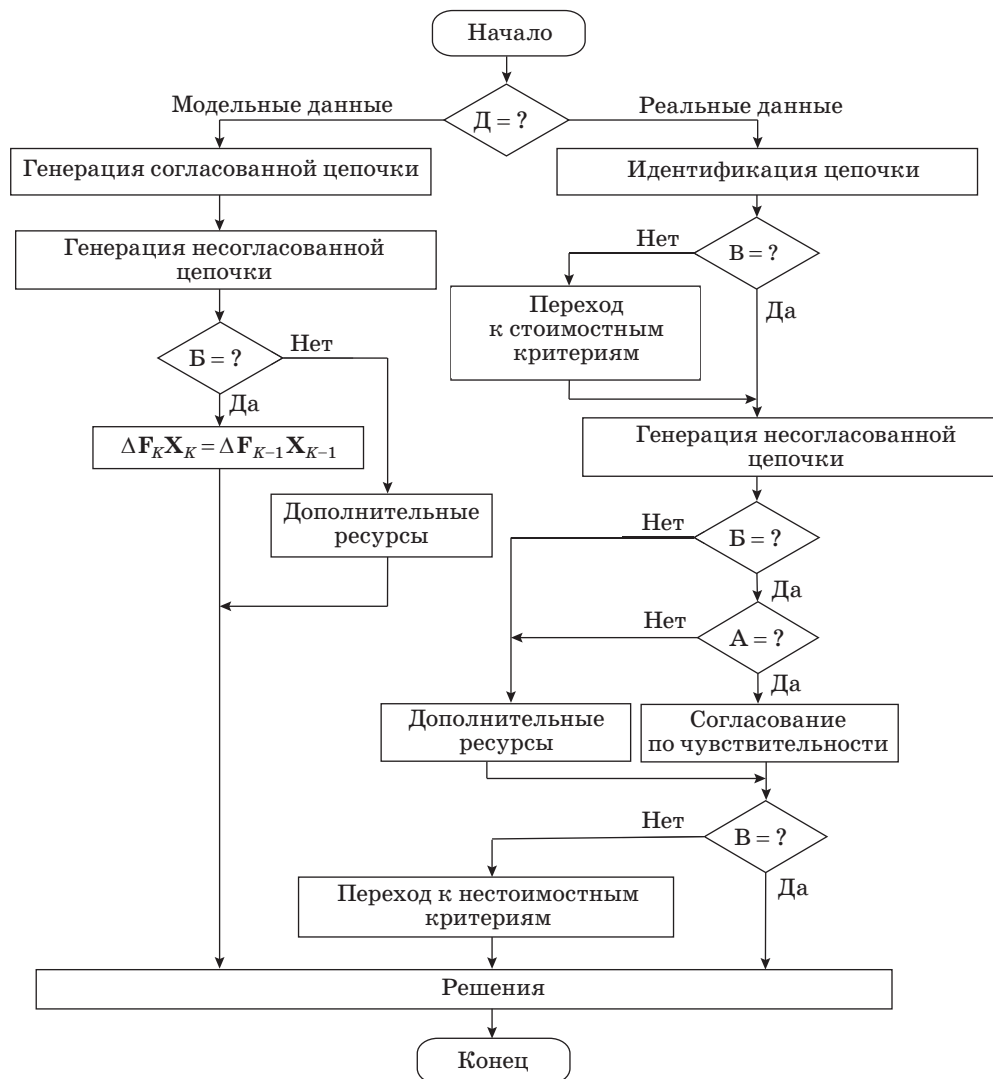 Начало
Модельные данные
Д = ?
Реальные данные
Генерация согласованной цепочки
Идентификация цепочки
Генерация несогласованной
цепочки
Нет
В = ?
Да
Переход
к стоимостным
критериям
Б = ?
Нет
Да
ΔF_K X_K = ΔF_{K−1} X_{K−1}
Генерация несогласованной
цепочки
Дополнительные
ресурсы
Нет
Б = ?
Да
Нет
А = ?
Да
Дополнительные
ресурсы
Согласование
по чувствительности
Нет
В = ?
Да
Переход к нестоимостным
критериям
Решения
Конец